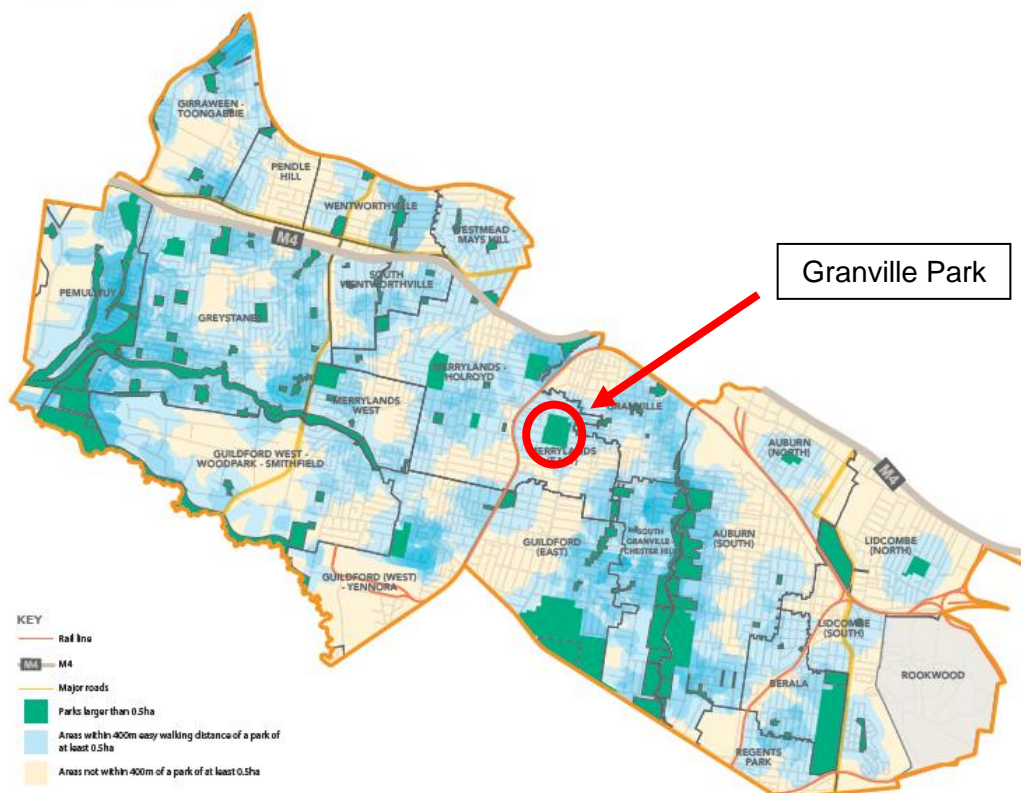 GIRRAWEEN -
TOONGABBIE
PENDLE
HILL
WENTWORTHVILLE
WESTMEAD -
MAYS HILL
M4
SOUTH
WENTWORTHVILLE
PEMULWUY
GREYSTANES
Granville Park
MERRYLANDS -
HOLROYD
MERRYLANDS
WEST
GRANVILLE
MERRYLANDS
(EAST)
GUILDFORD WEST -
WOODPARK - SMITHFIELD
AUBURN
(NORTH)
M4
GUILDFORD
(EAST)
SOUTH
GRANVILLE -
CHESTER HILL
AUBURN
(SOUTH)
LIDCOMBE
(NORTH)
GUILDFORD (WEST)
- YENNORA
LIDCOMBE
(SOUTH)
ROOKWOOD
BERALA
REGENTS
PARK
KEY
Rail line
M4
M4
Major roads
Parks larger than 0.5ha
Areas within 400m easy walking distance of a park of
at least 0.5ha
Areas not within 400m of a park of at least 0.5ha